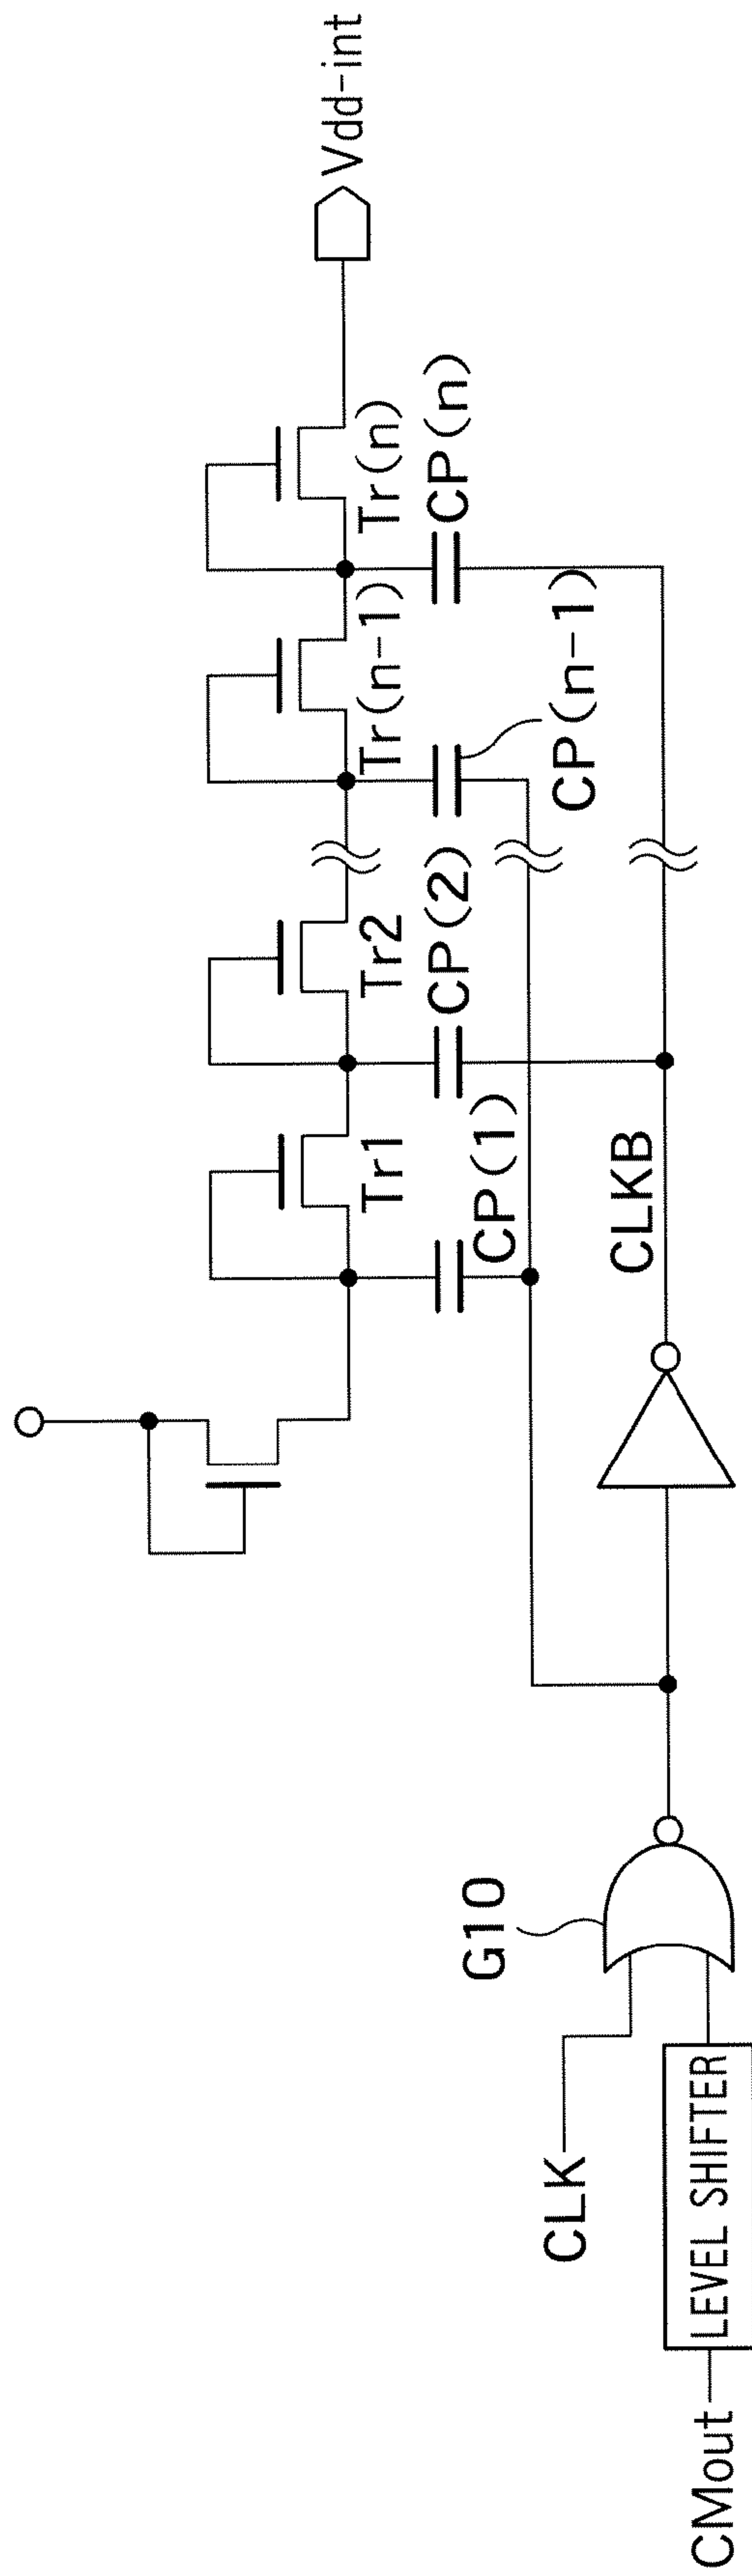 Vdd-int
Tr1
Tr2
Tr(n-1)
Tr(n)
CP(1)
CP(2)
CP(n-1)
CP(n)
CLKB
G10
CLK
LEVEL SHIFTER
CMout